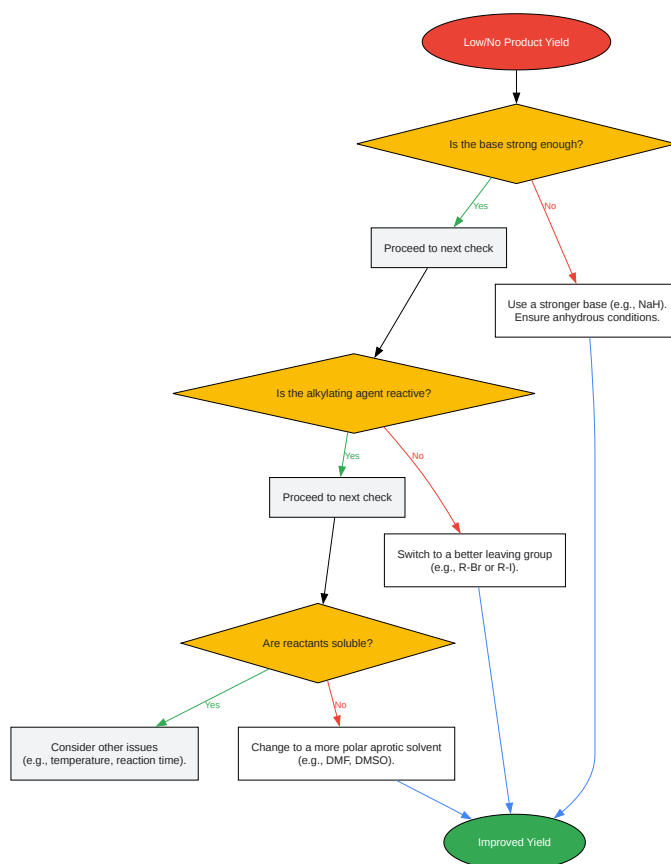 Low/No Product Yield
Is the base strong enough?
Yes
No
Proceed to next check
Use a stronger base (e.g., NaH).
Ensure anhydrous conditions.
Is the alkylating agent reactive?
Yes
No
Proceed to next check
Switch to a better leaving group
(e.g., R-Br or R-I).
Are reactants soluble?
Yes
No
Consider other issues
(e.g., temperature, reaction time).
Change to a more polar aprotic solvent
(e.g., DMF, DMSO).
Improved Yield